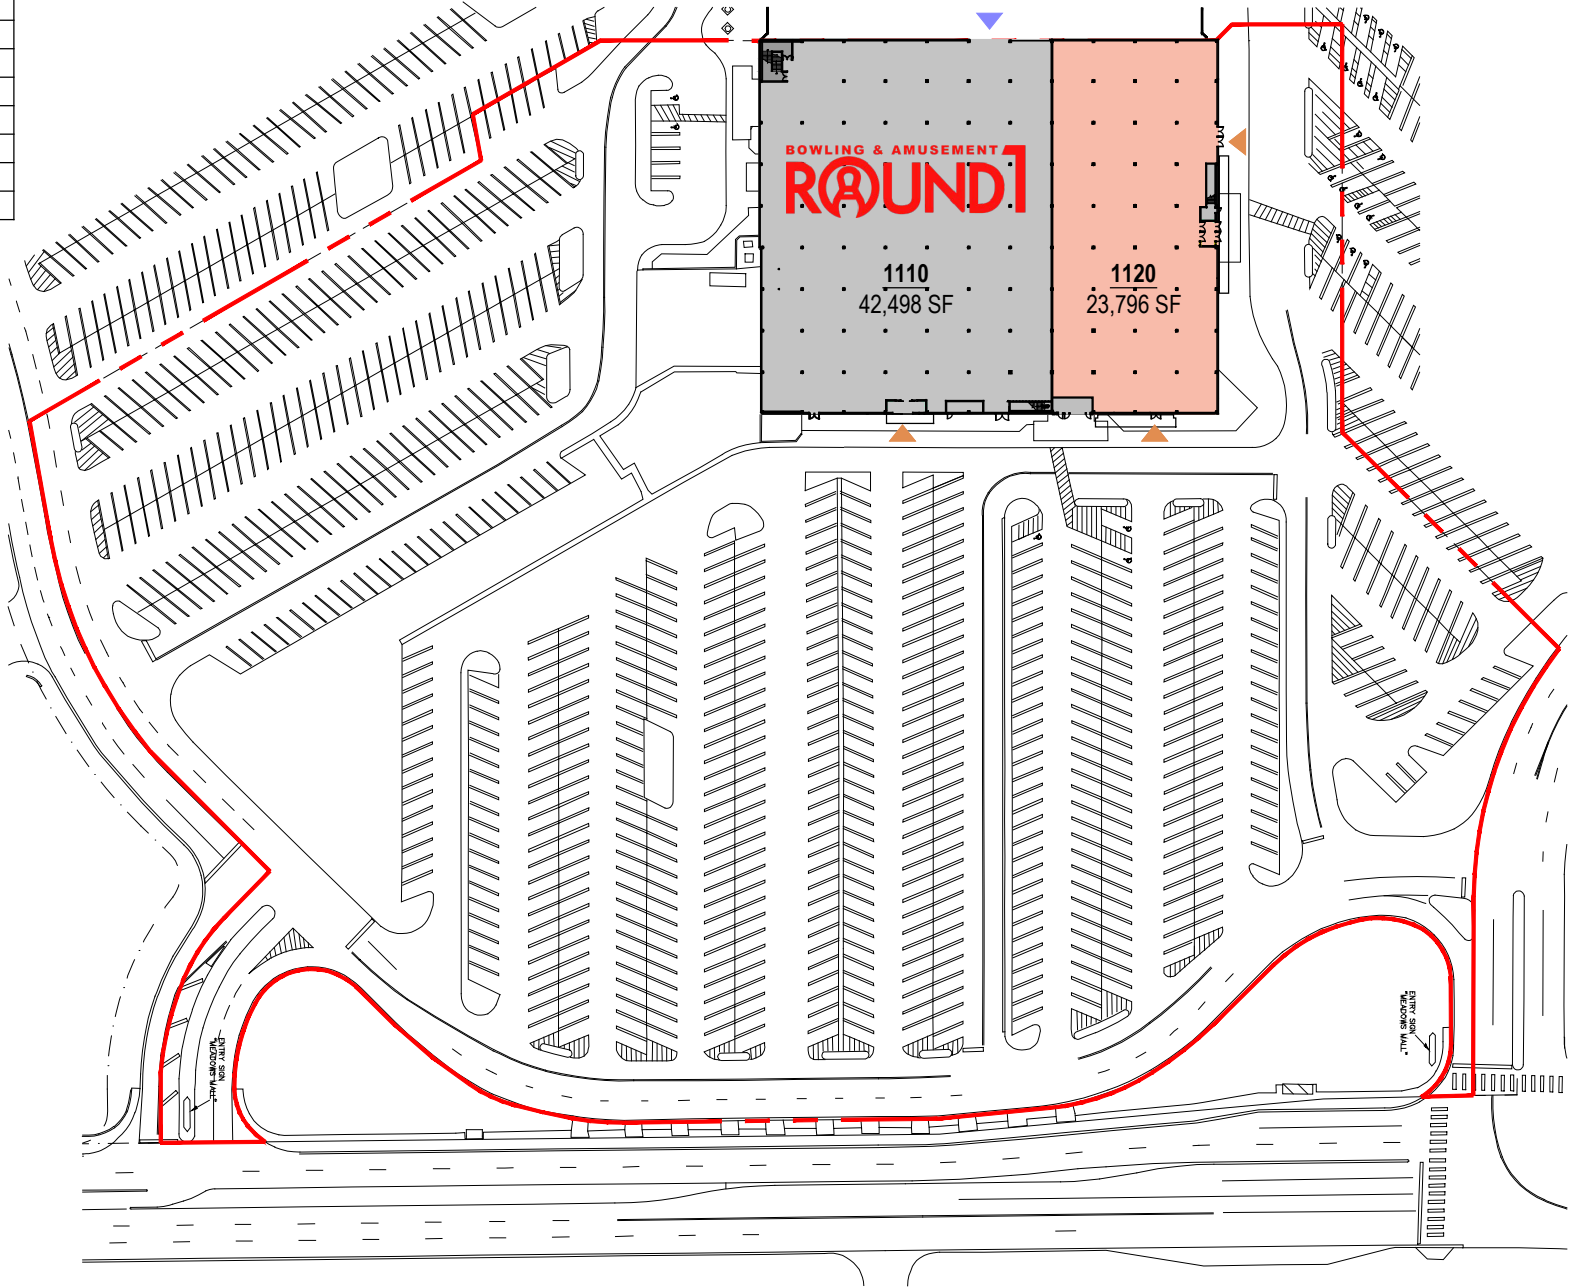 BOWLING & AMUSEMENT
ROUND1
1110
42,498 SF
1120
23,796 SF
ENTRY SIGN
"MEADOWS MALL"
ENTRY SIGN
"MEADOWS MALL"